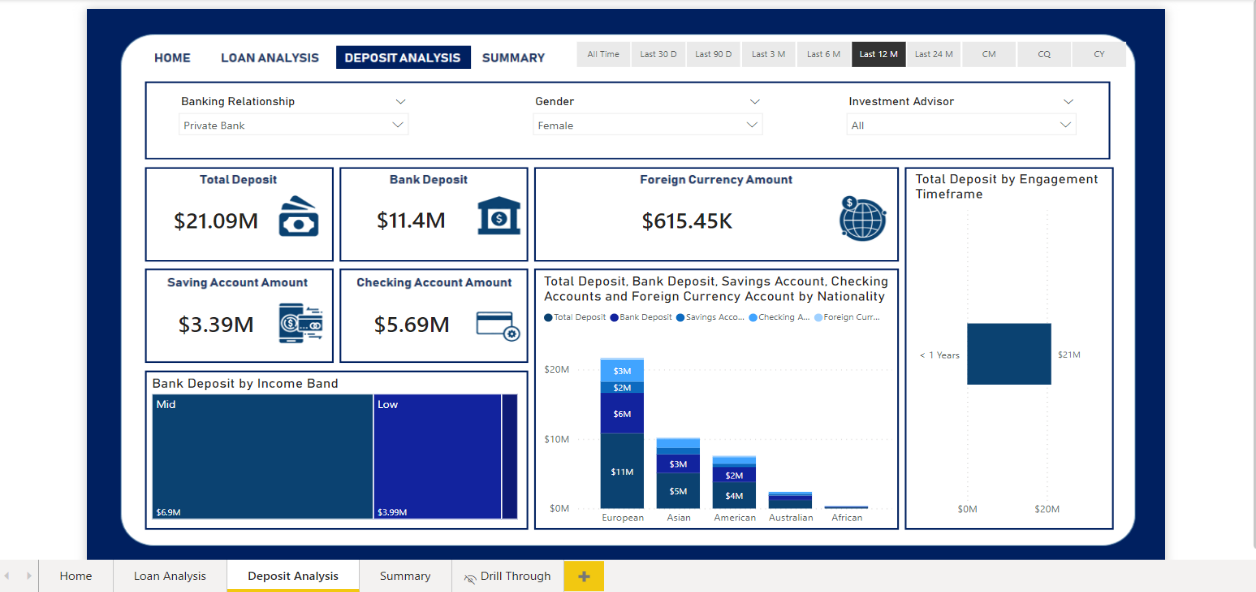 HOME
LOAN ANALYSIS
DEPOSIT ANALYSIS
SUMMARY
All Time
Last 30 D
Last 90 D
Last 3 M
Last 6 M
Last 12 M
Last 24 M
CM
CQ
CY
Banking Relationship
Private Bank
Gender
Female
Investment Advisor
All
Total Deposit
$21.09M
Bank Deposit
$11.4M
Foreign Currency Amount
$615.45K
Total Deposit by Engagement
Timeframe
< 1 Years
$21M
$0M
$20M
Saving Account Amount
$3.39M
Checking Account Amount
$5.69M
Total Deposit, Bank Deposit, Savings Account, Checking
Accounts and Foreign Currency Account by Nationality
Total Deposit
Bank Deposit
Savings Acco...
Checking A...
Foreign Curr...
$20M
$10M
$0M
$3M
$2M
$6M
$11M
$3M
$5M
$2M
$4M
European
Asian
American
Australian
African
Bank Deposit by Income Band
Mid
$6.9M
Low
$3.99M
Home
Loan Analysis
Deposit Analysis
Summary
Drill Through